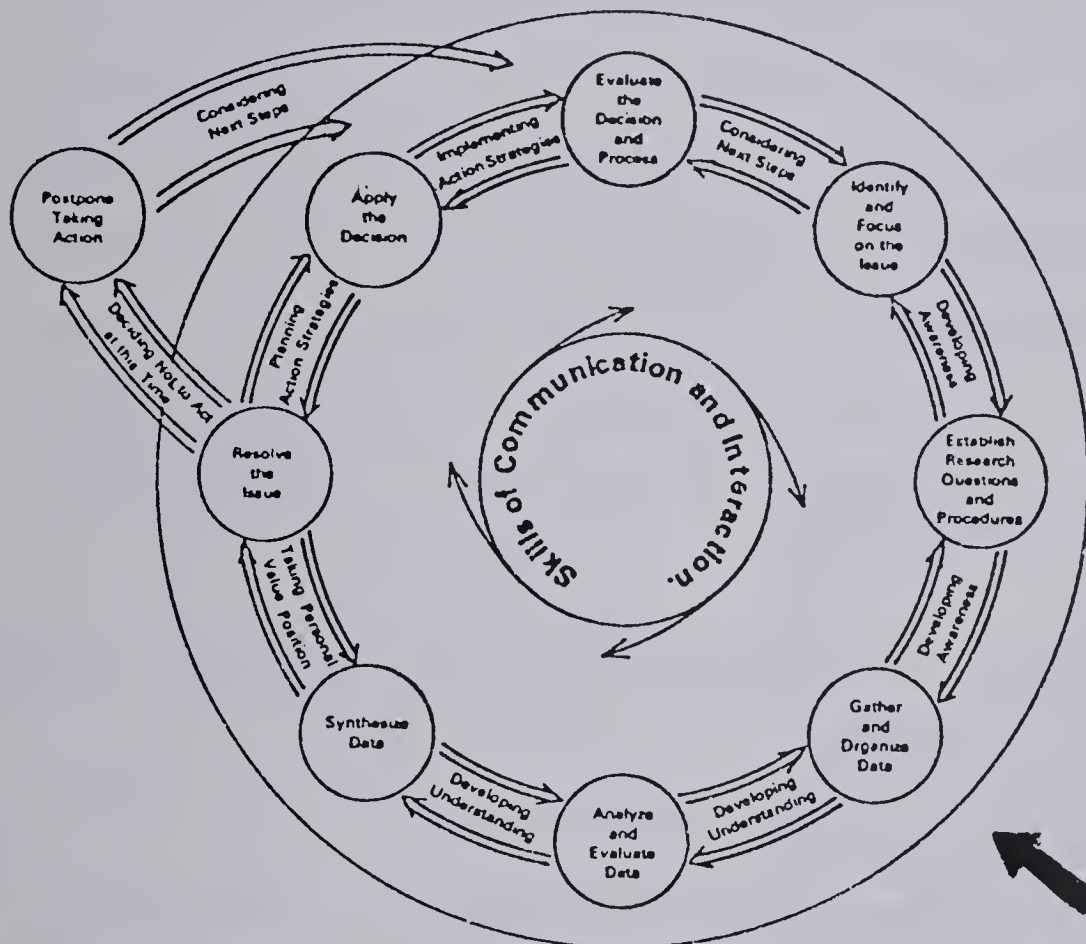 Evaluate
the
Decision
and
Process
Considering
Next Steps
Identify
and
Focus
on the
Issue
Developing
Awareness
Establish
Research
Questions
and
Procedures
Developing
Awareness
Gather
and
Organize
Data
Developing
Understanding
Analyze
and
Evaluate
Data
Developing
Understanding
Synthesize
Data
Taking Personal
Value Position
Resolve
the
Issue
Planning
Action Strategies
Apply
the
Decision
Implementing
Action Strategies
Deciding Not to Act
at this Time
Postpone
Taking
Action
Considering
Next Steps
Skills of Communication and Interaction.